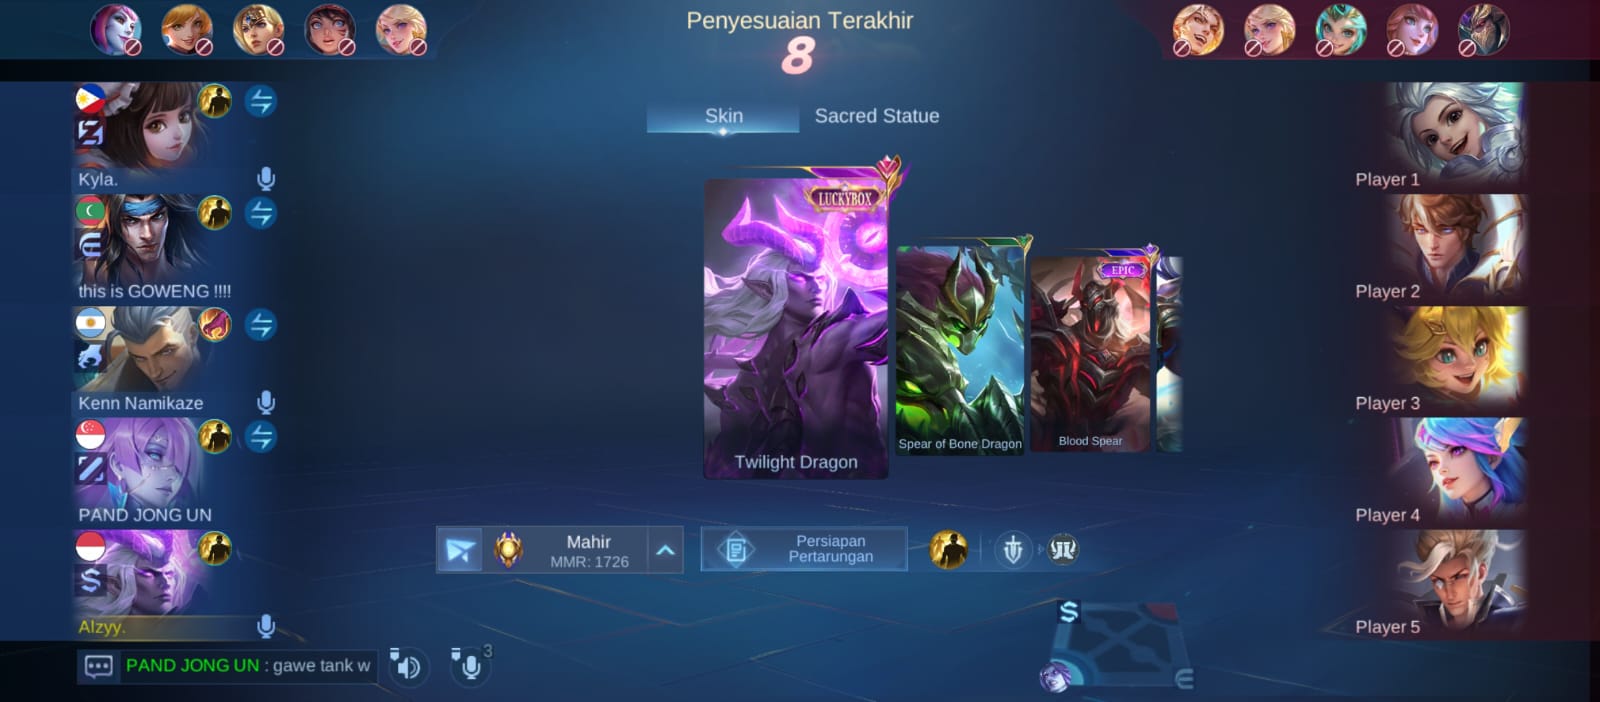 Penyesuaian Terakhir
8
Skin
Sacred Statue
Kyla.
this is GOWENG !!!!
Kenn Namikaze
PAND JONG UN
Alzyy.
LUCKYBOX
Twilight Dragon
Spear of Bone Dragon
EPIC
Blood Spear
Player 1
Player 2
Player 3
Player 4
Player 5
Mahir
MMR: 1726
Persiapan
Pertarungan
PAND JONG UN : gawe tank w
3